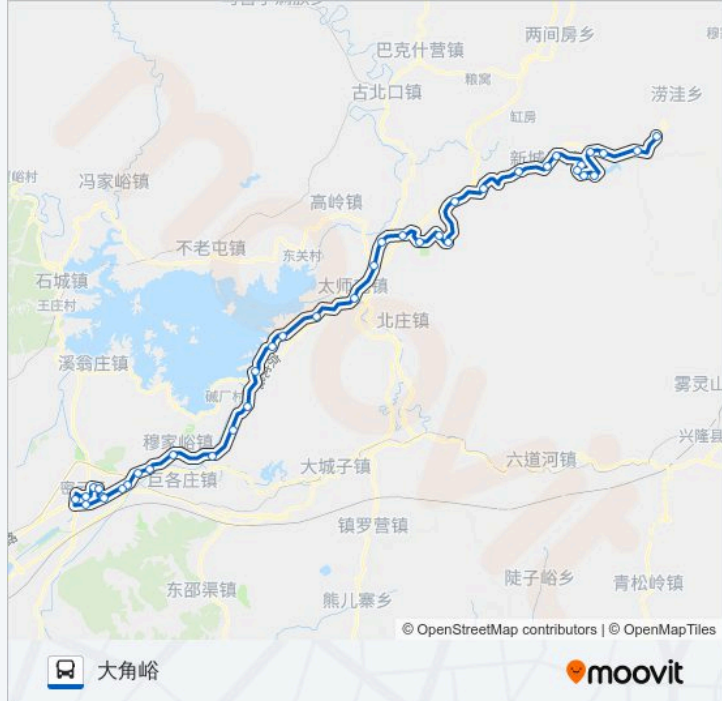 两间房乡
巴克什营镇
粮窝
涝洼乡
古北口镇
缸房
新城
冯家峪镇
峪村
高岭镇
不老屯镇
东关村
石城镇
王庄村
太师
镇
北庄镇
溪翁庄镇
碱厂村
雾灵山
穆家峪镇
兴隆县
大城子镇
六道河镇
巨各庄镇
密
镇罗营镇
东邵渠镇
熊儿寨乡
陡子峪乡
青松岭镇
© OpenStreetMap contributors | © OpenMapTiles
大角峪
moovit